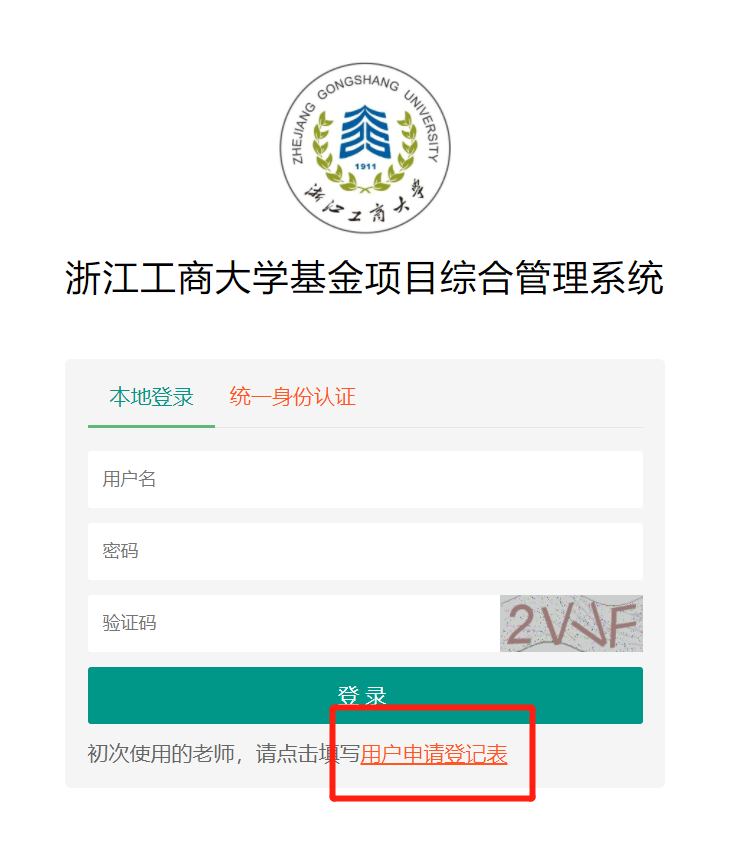 ZHEJIANG GONGSHANG UNIVERSITY
1911
浙江工商大学
浙江工商大学基金项目综合管理系统
本地登录 统一身份认证
用户名
密码
验证码
2VVF
登 录
初次使用的老师，请点击填写用户申请登记表